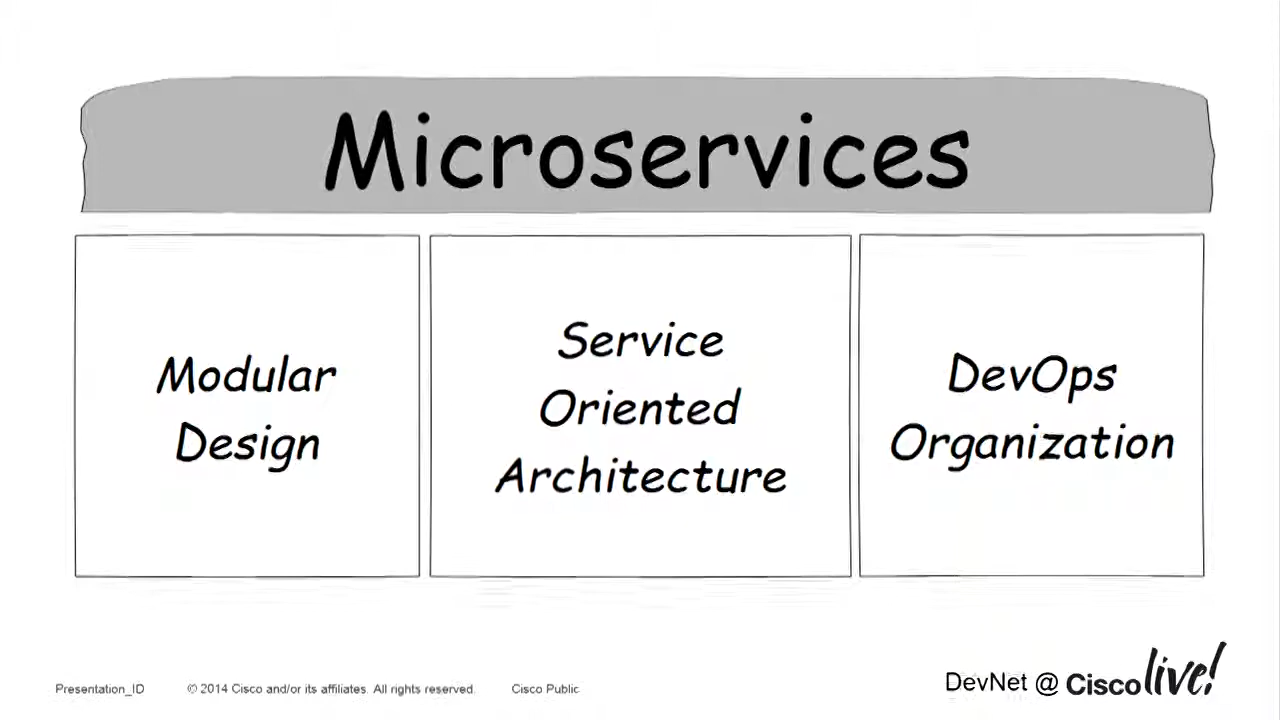 Microservices
Modular
Design
Service
Oriented
Architecture
DevOps
Organization
Presentation_ID © 2014 Cisco and/or its affiliates. All rights reserved. Cisco Public
DevNet @ Cisco live!